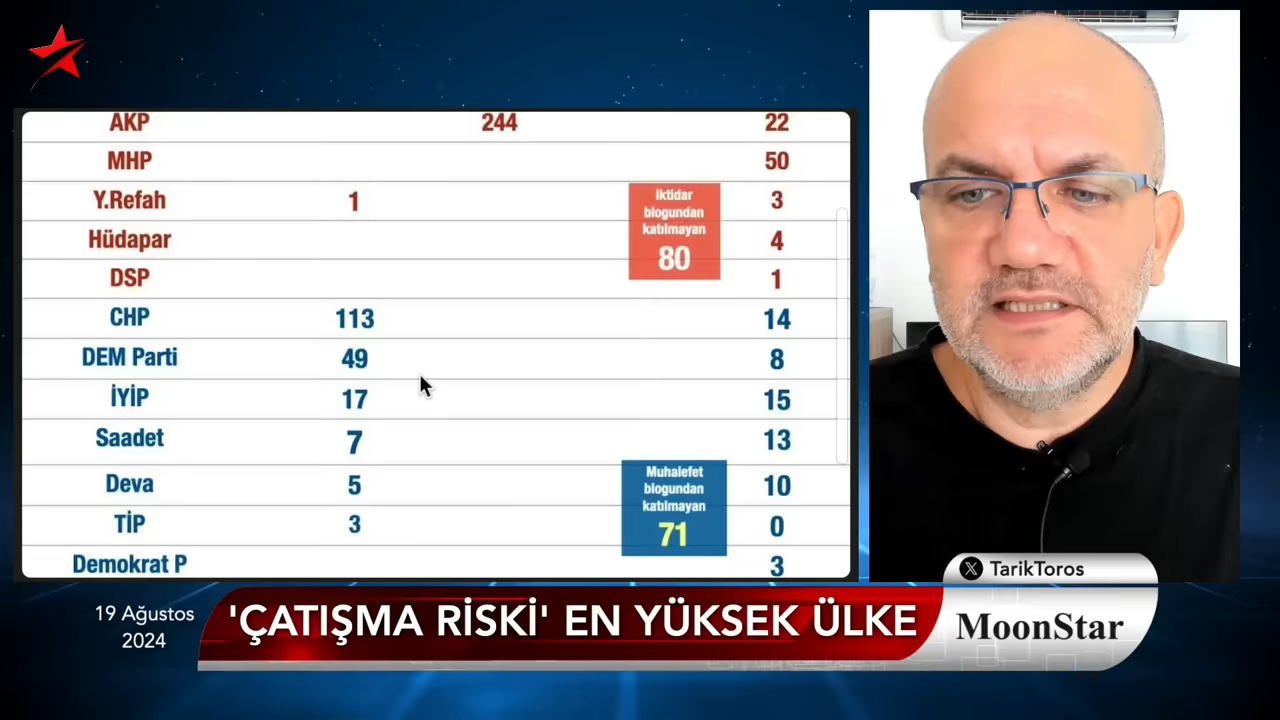 AKP 244 22
MHP 50
Y.Refah 1 3
Hüdapar 4
DSP 1
iktidar
blogundan
katılmayan
80
CHP 113 14
DEM Parti 49 8
İYİP 17 15
Saadet 7 13
Deva 5 10
TİP 3 0
Demokrat P 3
Muhalefet
blogundan
katılmayan
71
X TarikToros
19 Ağustos
2024
'ÇATIŞMA RİSKİ' EN YÜKSEK ÜLKE
MoonStar